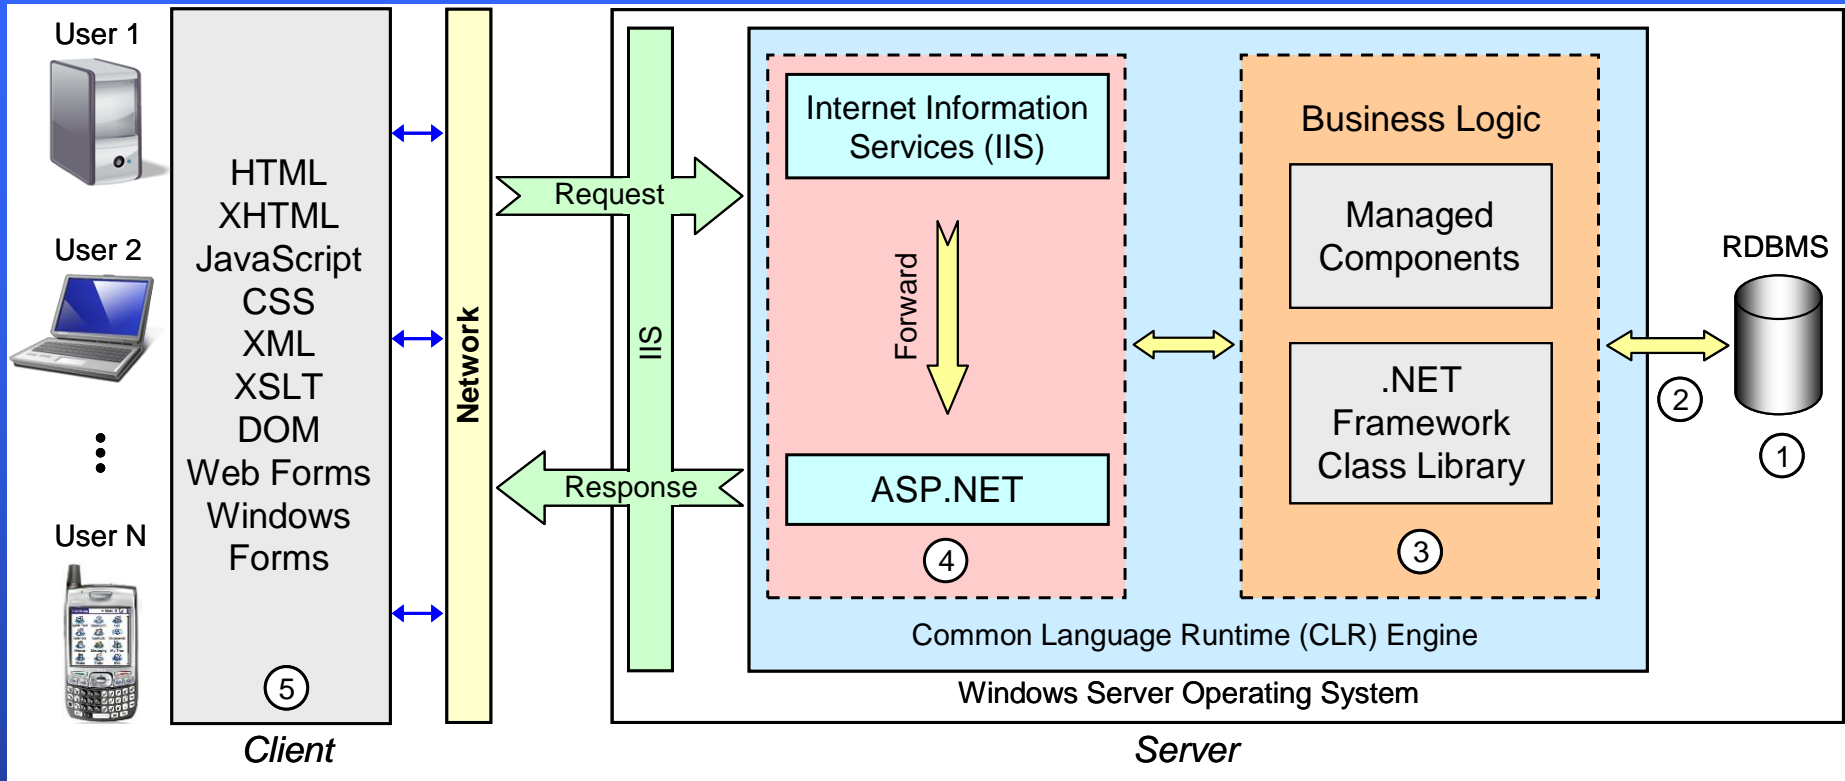 User 1
User 2
User N
HTML
XHTML
JavaScript
CSS
XML
XSLT
DOM
Web Forms
Windows
Forms
5
Client
Network
Request
Response
IIS
Internet Information
Services (IIS)
Forward
ASP.NET
4
Business Logic
Managed
Components
.NET
Framework
Class Library
3
Common Language Runtime (CLR) Engine
Windows Server Operating System
Server
2
RDBMS
1